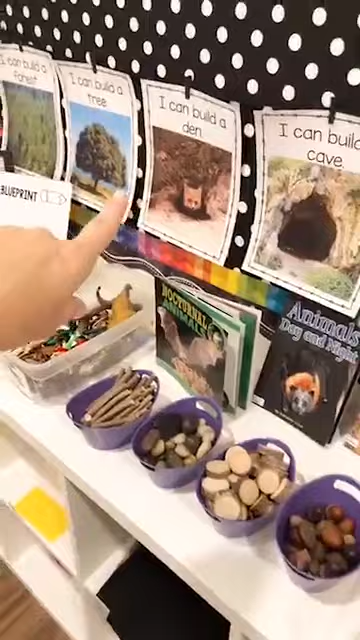 I can build a
forest.
I can build a
tree.
I can build a
den.
I can build a
cave.
BLUEPRINT
NOCTURNAL
ANIMALS
Animals
Day and Night